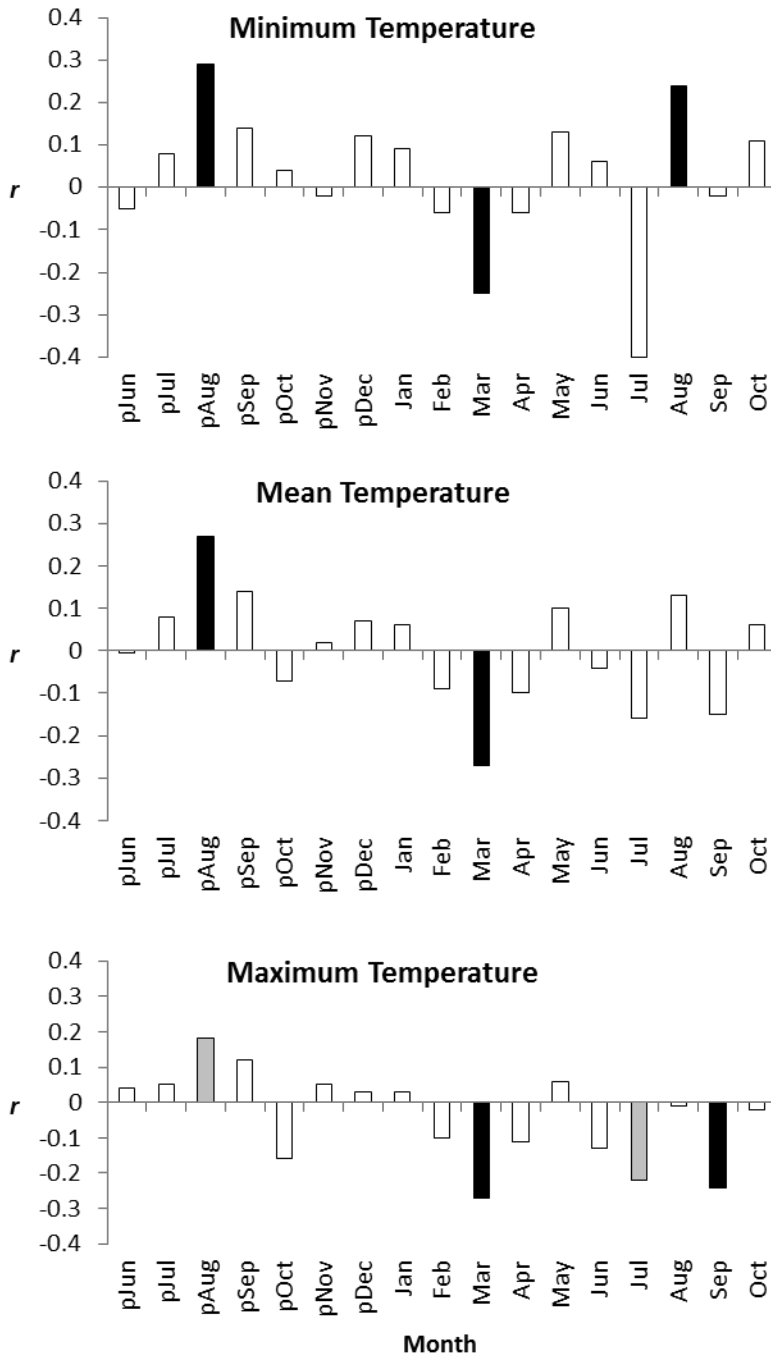 Minimum Temperature
0.4
0.3
0.2
0.1
0
-0.1
-0.2
-0.3
-0.4
r
pJun pJul pAug pSep pOct pNov pDec Jan Feb Mar Apr May Jun Jul Aug Sep Oct
Mean Temperature
0.4
0.3
0.2
0.1
0
-0.1
-0.2
-0.3
-0.4
r
pJun pJul pAug pSep pOct pNov pDec Jan Feb Mar Apr May Jun Jul Aug Sep Oct
Maximum Temperature
0.4
0.3
0.2
0.1
0
-0.1
-0.2
-0.3
-0.4
r
pJun pJul pAug pSep pOct pNov pDec Jan Feb Mar Apr May Jun Jul Aug Sep Oct
Month